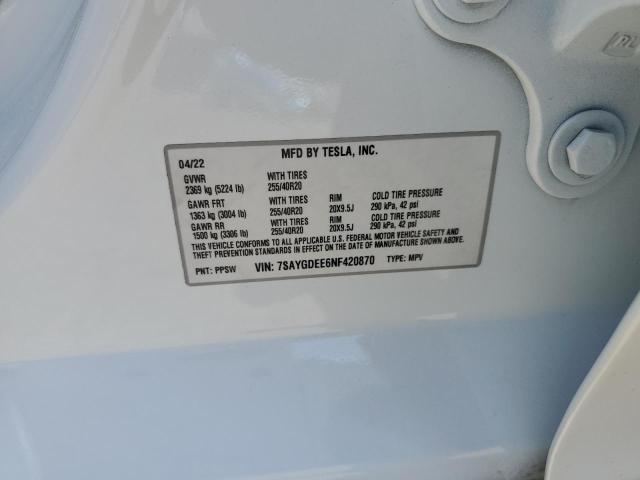 04/22 MFD BY TESLA, INC.
GVWR WITH TIRES
2369 kg (5224 lb) 255/40R20
GAWR FRT WITH TIRES RIM COLD TIRE PRESSURE
1363 kg (3004 lb) 255/40R20 20X9.5J 290 kPa, 42 psi
GAWR RR WITH TIRES RIM COLD TIRE PRESSURE
1500 kg (3306 lb) 255/40R20 20X9.5J 290 kPa, 42 psi
THIS VEHICLE CONFORMS TO ALL APPLICABLE U.S. FEDERAL MOTOR VEHICLE SAFETY AND
THEFT PREVENTION STANDARDS IN EFFECT ON THE DATE OF MANUFACTURE SHOWN ABOVE.
PNT: PPSW VIN: 7SAYGDEE6NF420870 TYPE: MPV